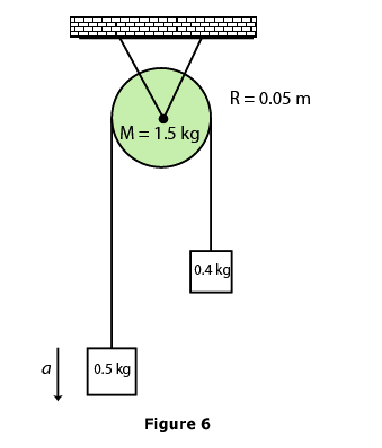 R = 0.05 m
M = 1.5 kg
0.4 kg
a
0.5 kg
Figure 6